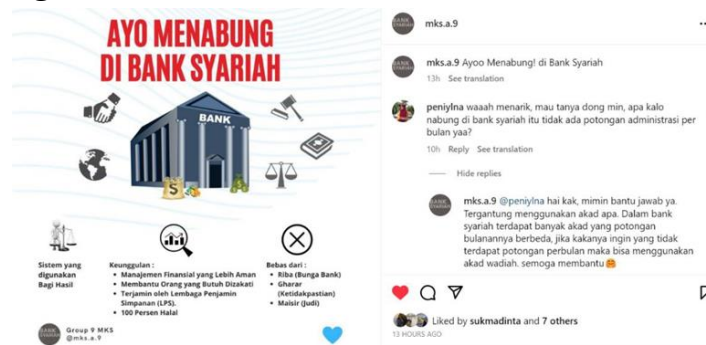 AYO MENABUNG
DI BANK SYARIAH
BANK
$
Sistem yang
digunakan
Bagi Hasil
Keunggulan :
• Manajemen Finansial yang Lebih Aman
• Membantu Orang yang Butuh Dizakati
• Terjamin oleh Lembaga Penjamin
Simpanan (LPS).
• 100 Persen Halal
Bebas dari :
• Riba (Bunga Bank)
• Gharar
(Ketidakpastian)
• Maisir (Judi)
Group 9 MKS
@mks.a.9
mks.a.9
mks.a.9 Ayoo Menabung! di Bank Syariah
13h See translation
peniylna waaah menarik, mau tanya dong min, apa kalo
nabung di bank syariah itu tidak ada potongan administrasi per
bulan yaa?
10h Reply See translation
Hide replies
mks.a.9 @peniylna hai kak, mimin bantu jawab ya.
Tergantung menggunakan akad apa. Dalam bank
syariah terdapat banyak akad yang potongan
bulanannya berbeda, jika kakanya ingin yang tidak
terdapat potongan perbulan maka bisa menggunakan
akad wadiah. semoga membantu🤗
Liked by sukmadinta and 7 others
13 HOURS AGO